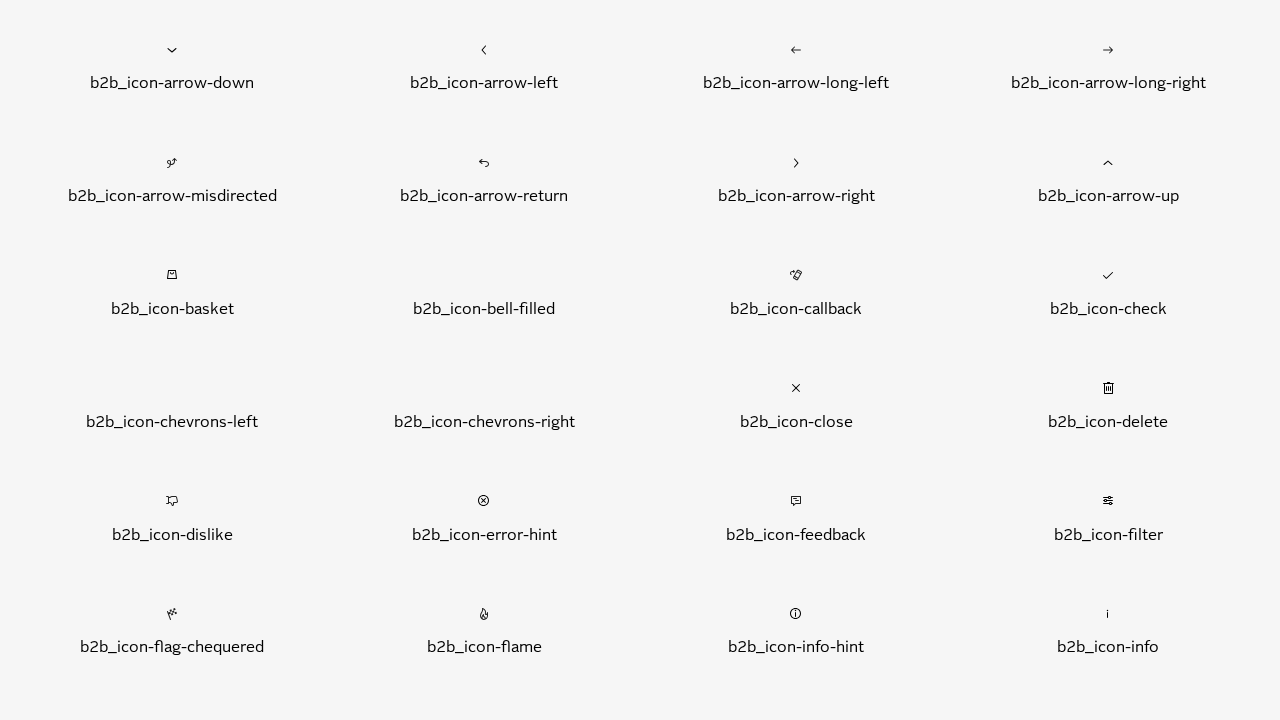 b2b_icon-arrow-down
b2b_icon-arrow-left
b2b_icon-arrow-long-left
b2b_icon-arrow-long-right
b2b_icon-arrow-misdirected
b2b_icon-arrow-return
b2b_icon-arrow-right
b2b_icon-arrow-up
b2b_icon-basket
b2b_icon-bell-filled
b2b_icon-callback
b2b_icon-check
b2b_icon-chevrons-left
b2b_icon-chevrons-right
b2b_icon-close
b2b_icon-delete
b2b_icon-dislike
b2b_icon-error-hint
b2b_icon-feedback
b2b_icon-filter
b2b_icon-flag-chequered
b2b_icon-flame
b2b_icon-info-hint
b2b_icon-info